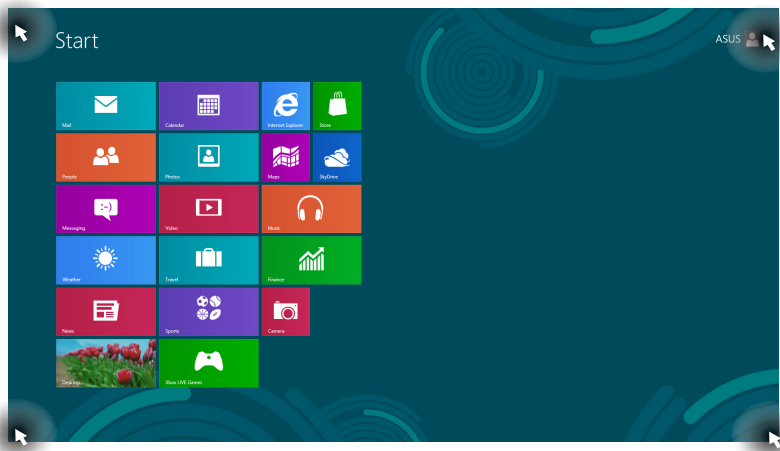 Start
ASUS
Mail
Calendar
Internet Explorer
Store
People
Photos
Maps
SkyDrive
:-)
Messaging
Video
Music
Weather
Travel
Finance
News
Sports
Camera
Desktop
Xbox LIVE Games